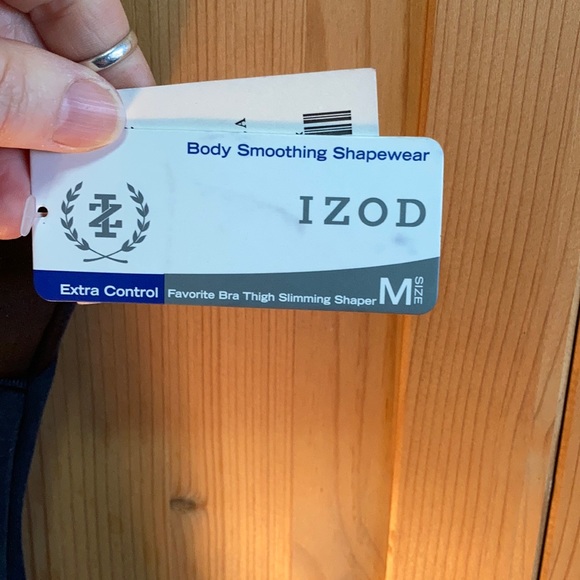 Body Smoothing Shapewear
IZOD
Extra Control
Favorite Bra Thigh Slimming Shaper
M SIZE